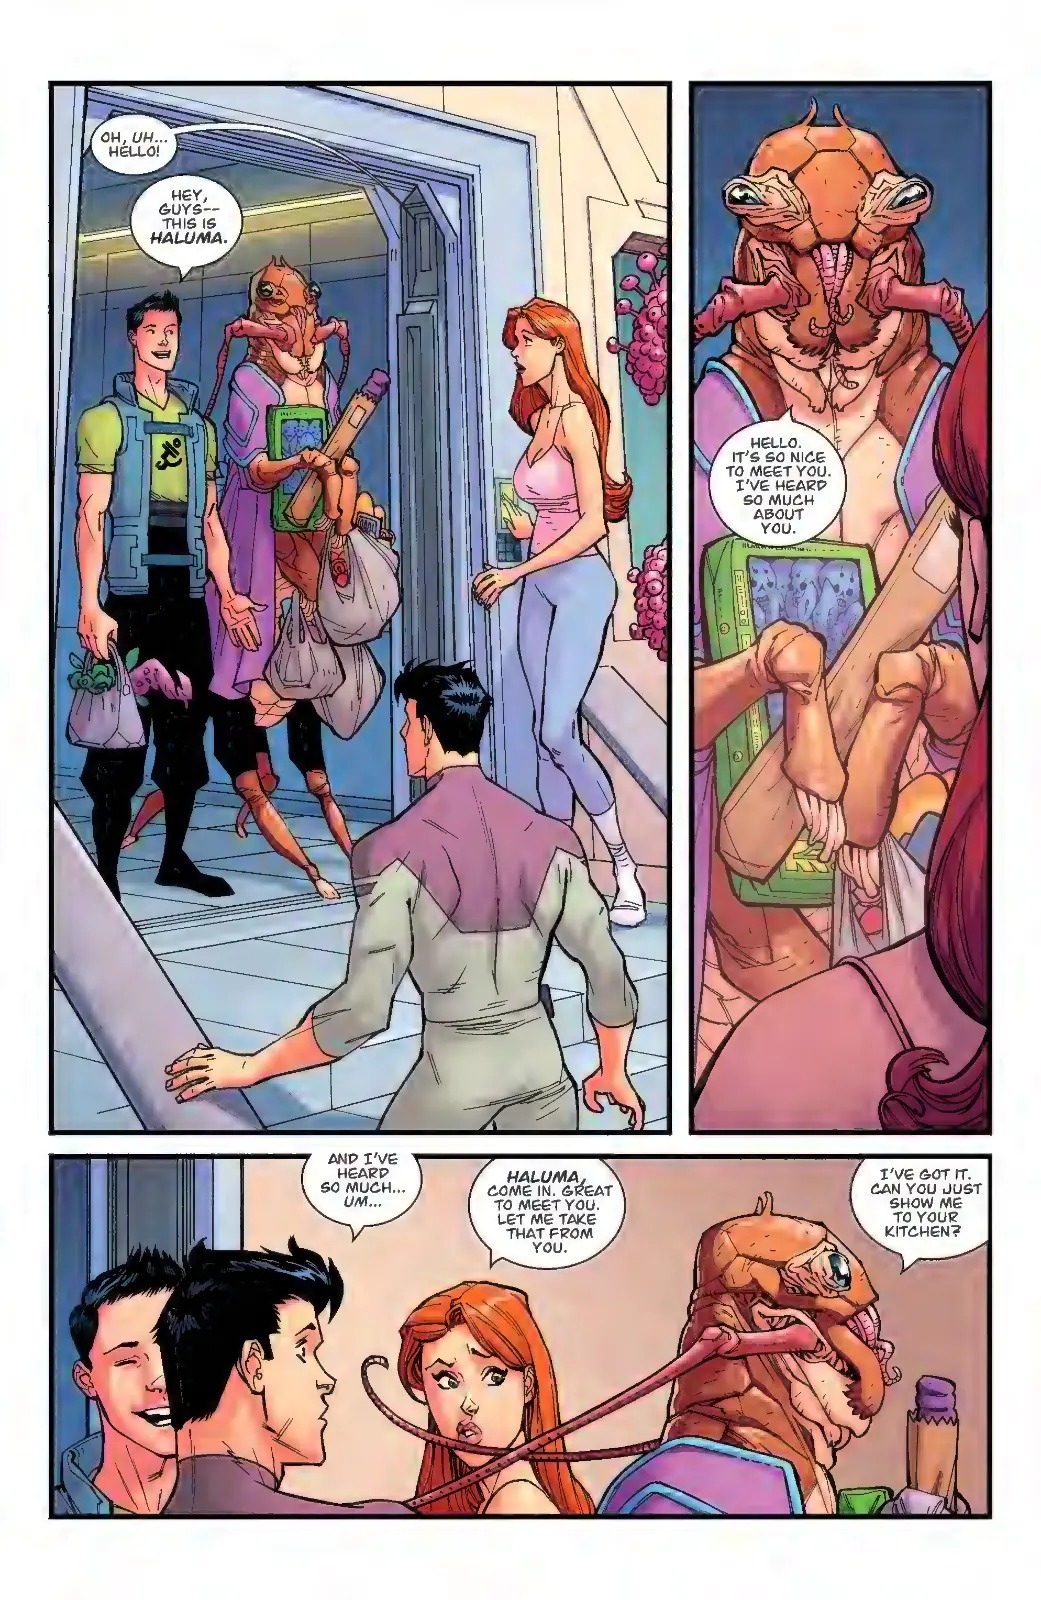 OH, UH...
HELLO!
HEY,
GUYS--
THIS IS
HALUMA.
HELLO.
IT'S SO NICE
TO MEET YOU.
I'VE HEARD
SO MUCH
ABOUT
YOU.
AND I'VE
HEARD
SO MUCH...
UM...
HALUMA,
COME IN. GREAT
TO MEET YOU.
LET ME TAKE
THAT FROM
YOU.
I'VE GOT IT.
CAN YOU JUST
SHOW ME
TO YOUR
KITCHEN?